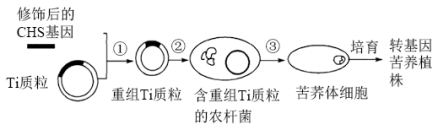 修饰后的
CHS基因
Ti质粒
①
重组Ti质粒
②
含重组Ti质粒
的农杆菌
③
苦荞体细胞
培育
转基因
苦荞植
株